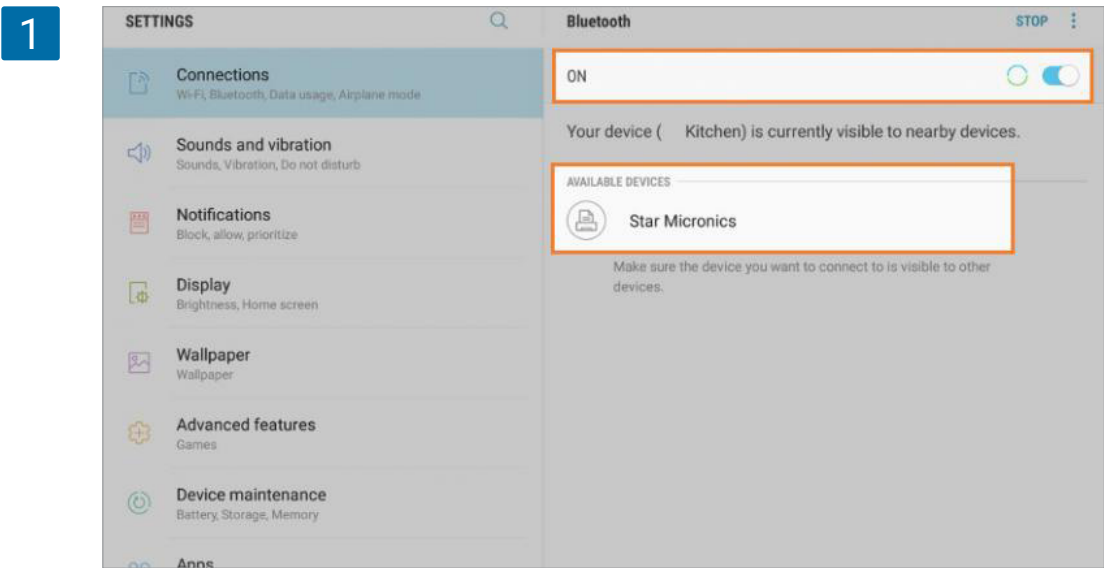 1
SETTINGS
Connections
Wi-Fi, Bluetooth, Data usage, Airplane mode
Sounds and vibration
Sounds, Vibration, Do not disturb
Notifications
Block, allow, prioritize
Display
Brightness, Home screen
Wallpaper
Wallpaper
Advanced features
Games
Device maintenance
Battery, Storage, Memory
Apps
Bluetooth STOP
ON
Your device ( Kitchen) is currently visible to nearby devices.
AVAILABLE DEVICES
Star Micronics
Make sure the device you want to connect to is visible to other
devices.